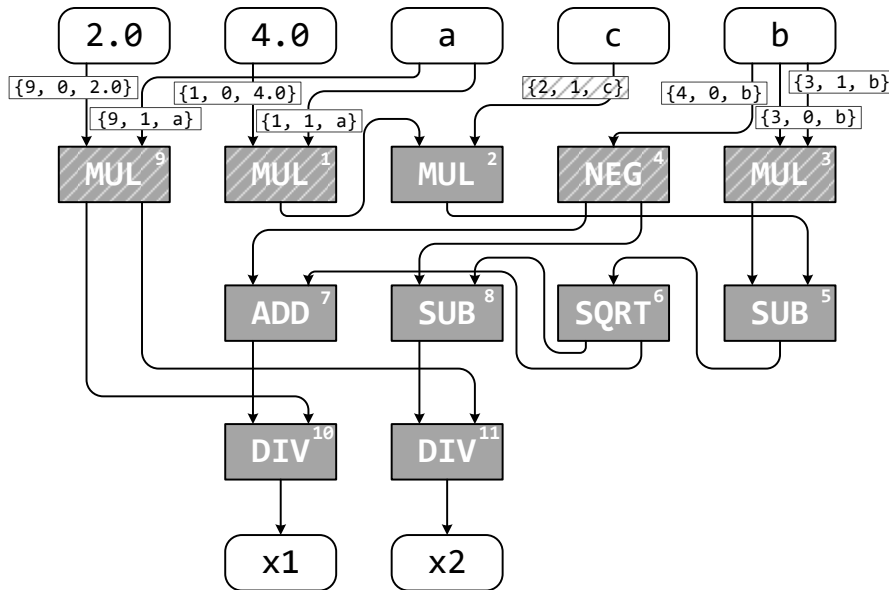 2.0 4.0 a c b
{9, 0, 2.0} {1, 0, 4.0} {2, 1, c} {4, 0, b} {3, 1, b}
{9, 1, a} {1, 1, a} {3, 0, b}
MUL 9 MUL 1 MUL 2 NEG 4 MUL 3
ADD 7 SUB 8 SQRT 6 SUB 5
DIV 10 DIV 11
x1 x2